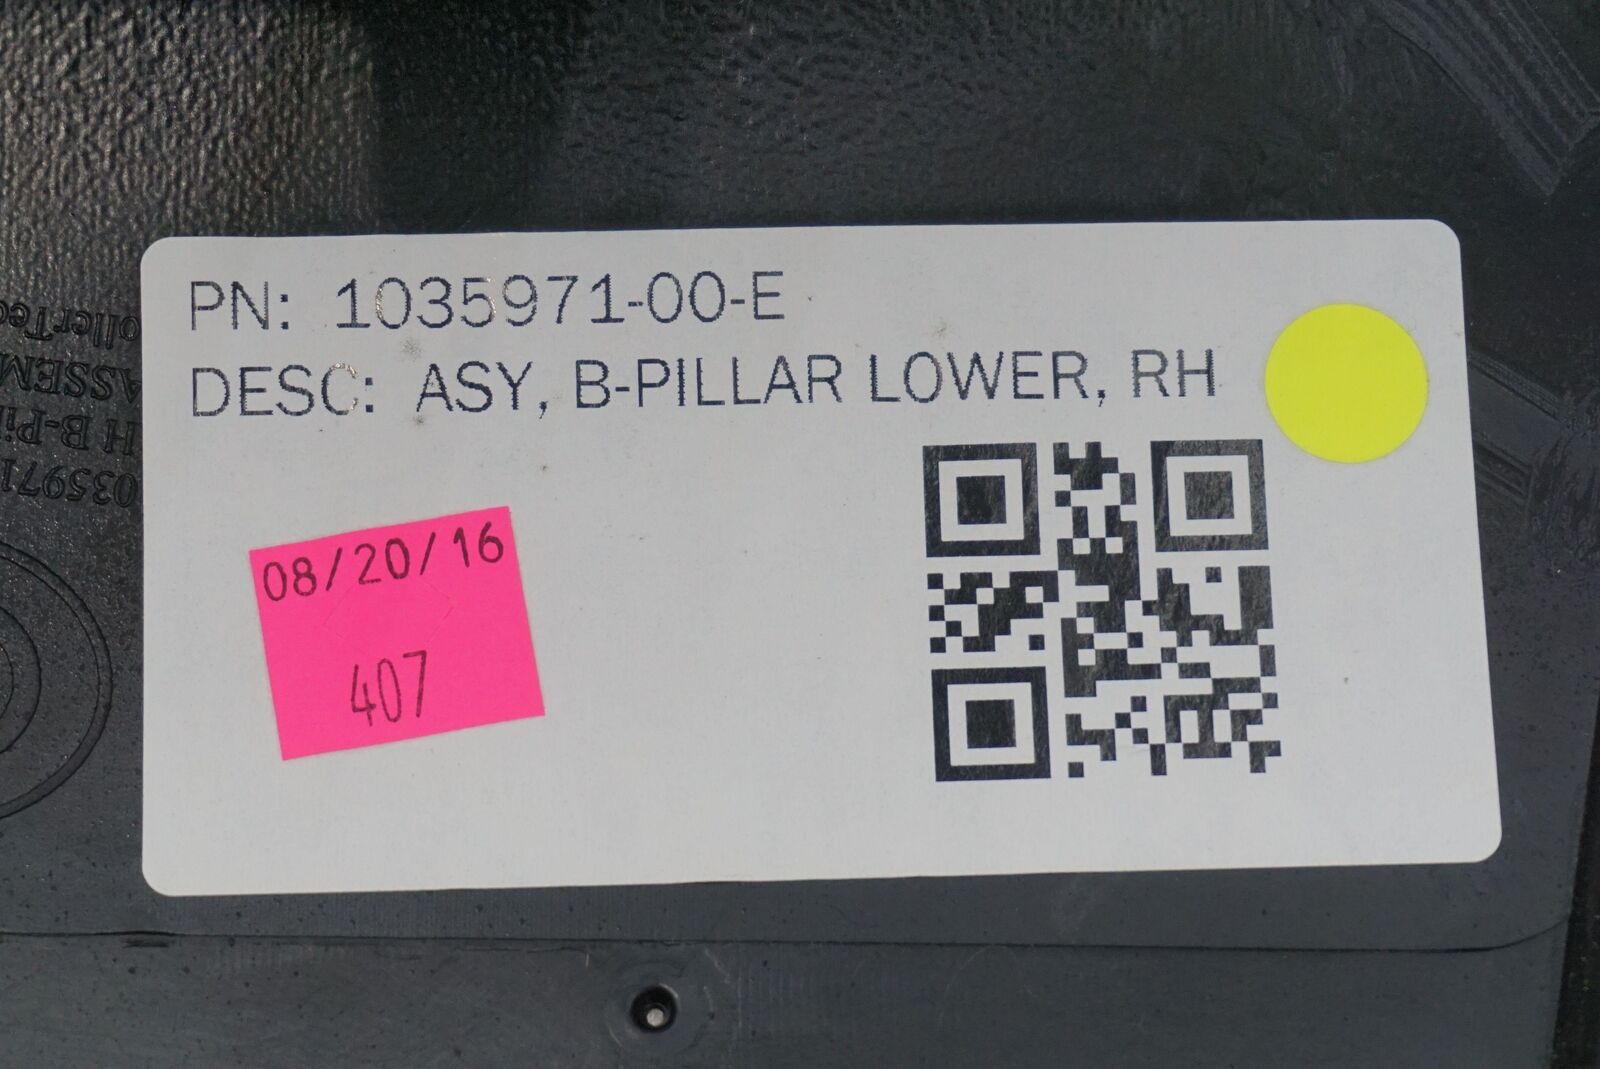 PN: 1035971-00-E
DESC: ASY, B-PILLAR LOWER, RH
08/20/16
407